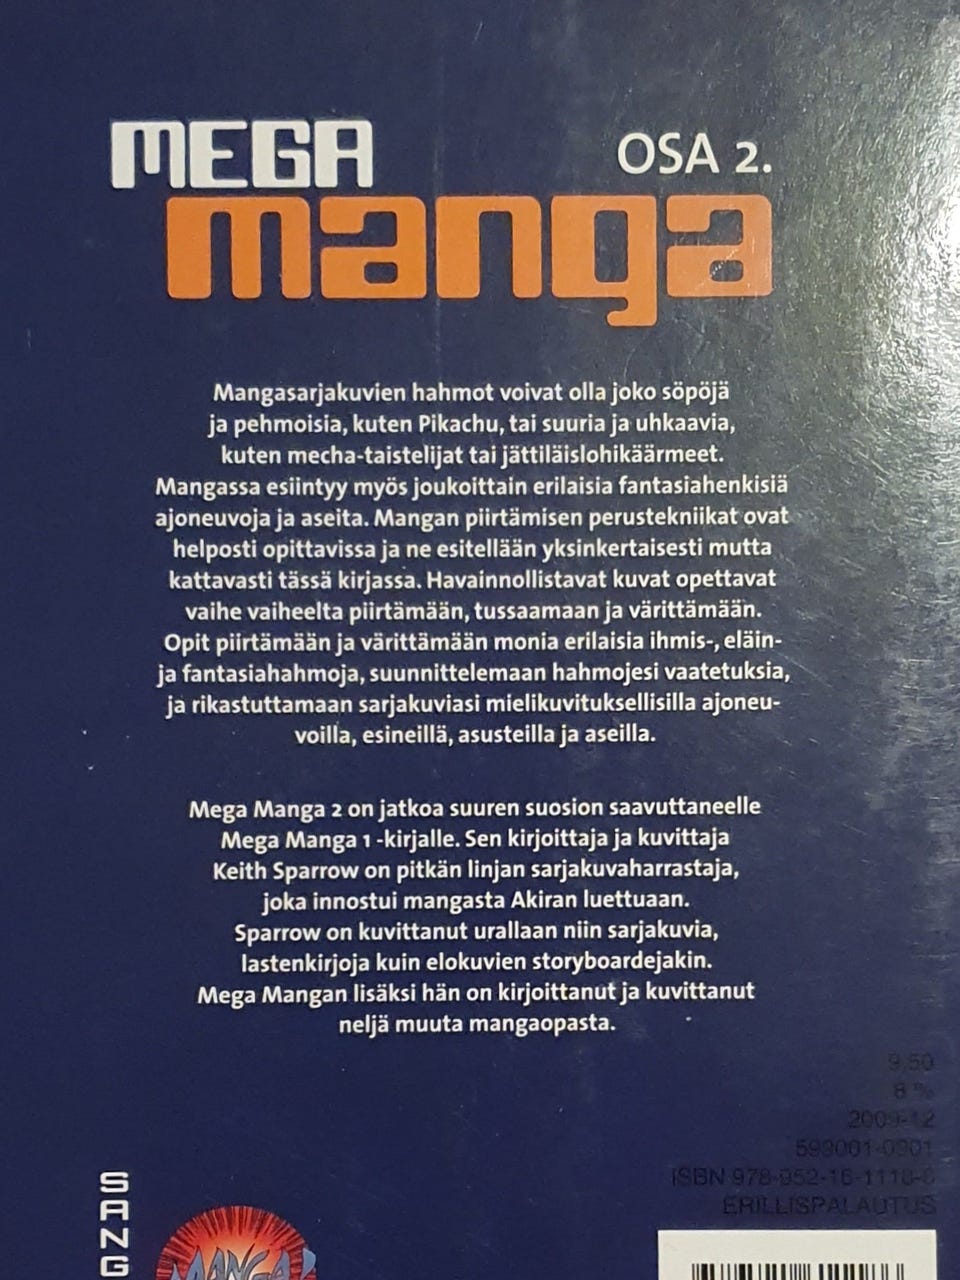 MEGA
OSA 2.
manga
Mangasarjakuvien hahmot voivat olla joko söpöjä
ja pehmoisia, kuten Pikachu, tai suuria ja uhkaavia,
kuten mecha-taistelijat tai jättiläislohikäärmeet.
Mangassa esiintyy myös joukoittain erilaisia fantasiahenkisiä
ajoneuvoja ja aseita. Mangan piirtämisen perustekniikat ovat
helposti opittavissa ja ne esitellään yksinkertaisesti mutta
kattavasti tässä kirjassa. Havainnollistavat kuvat opettavat
vaihe vaiheelta piirtämään, tussaamaan ja värittämään.
Opit piirtämään ja värittämään monia erilaisia ihmis-, eläin-
ja fantasiahahmoja, suunnittelemaan hahmojesi vaatetuksia,
ja rikastuttamaan sarjakuviasi mielikuvituksellisilla ajoneu-
voilla, esineillä, asusteilla ja aseilla.
Mega Manga 2 on jatkoa suuren suosion saavuttaneelle
Mega Manga 1 -kirjalle. Sen kirjoittaja ja kuvittaja
Keith Sparrow on pitkän linjan sarjakuvaharrastaja,
joka innostui mangasta Akiran luettuaan.
Sparrow on kuvittanut urallaan niin sarjakuvia,
lastenkirjoja kuin elokuvien storyboardejakin.
Mega Mangan lisäksi hän on kirjoittanut ja kuvittanut
neljä muuta mangaopasta.
9,50
8 %
2009-12
ISBN
ERILLISPALAUTUS
SANG
MANGA!